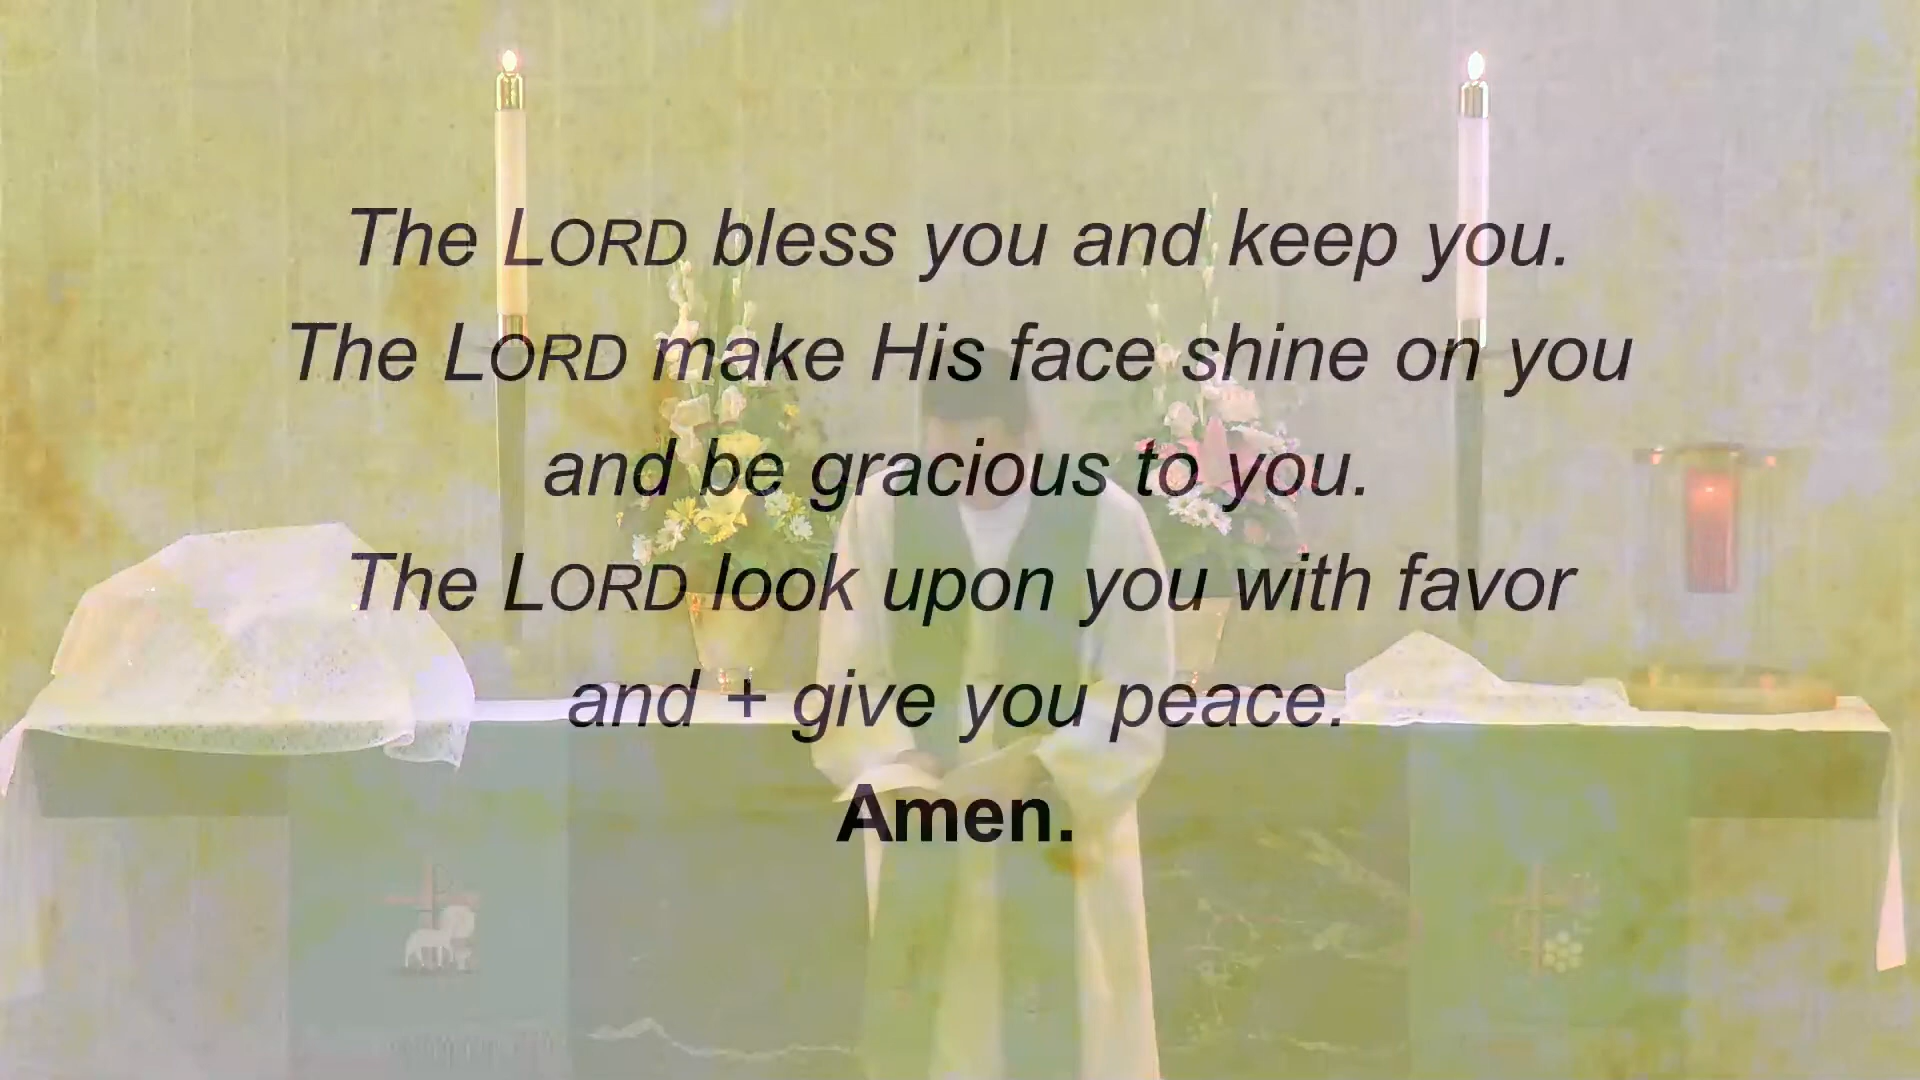 The LORD bless you and keep you.
The LORD make His face shine on you
and be gracious to you.
The LORD look upon you with favor
and + give you peace.
Amen.